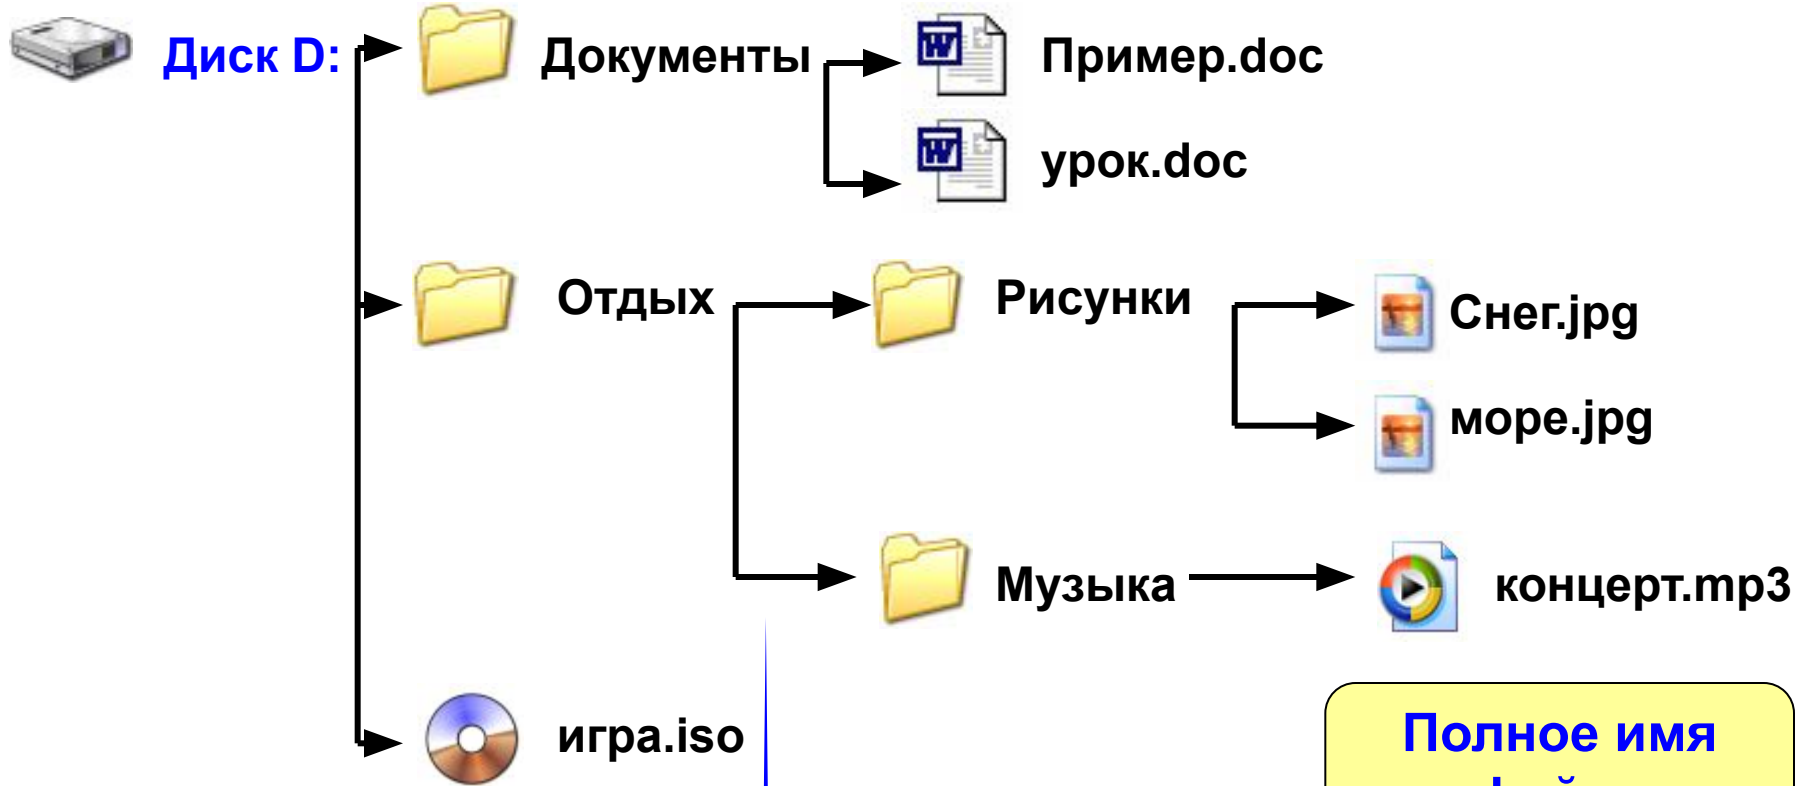 Диск D:
Документы
Пример.doc
урок.doc
Отдых
Рисунки
Снег.jpg
море.jpg
Музыка
концерт.mp3
игра.iso
Полное имя